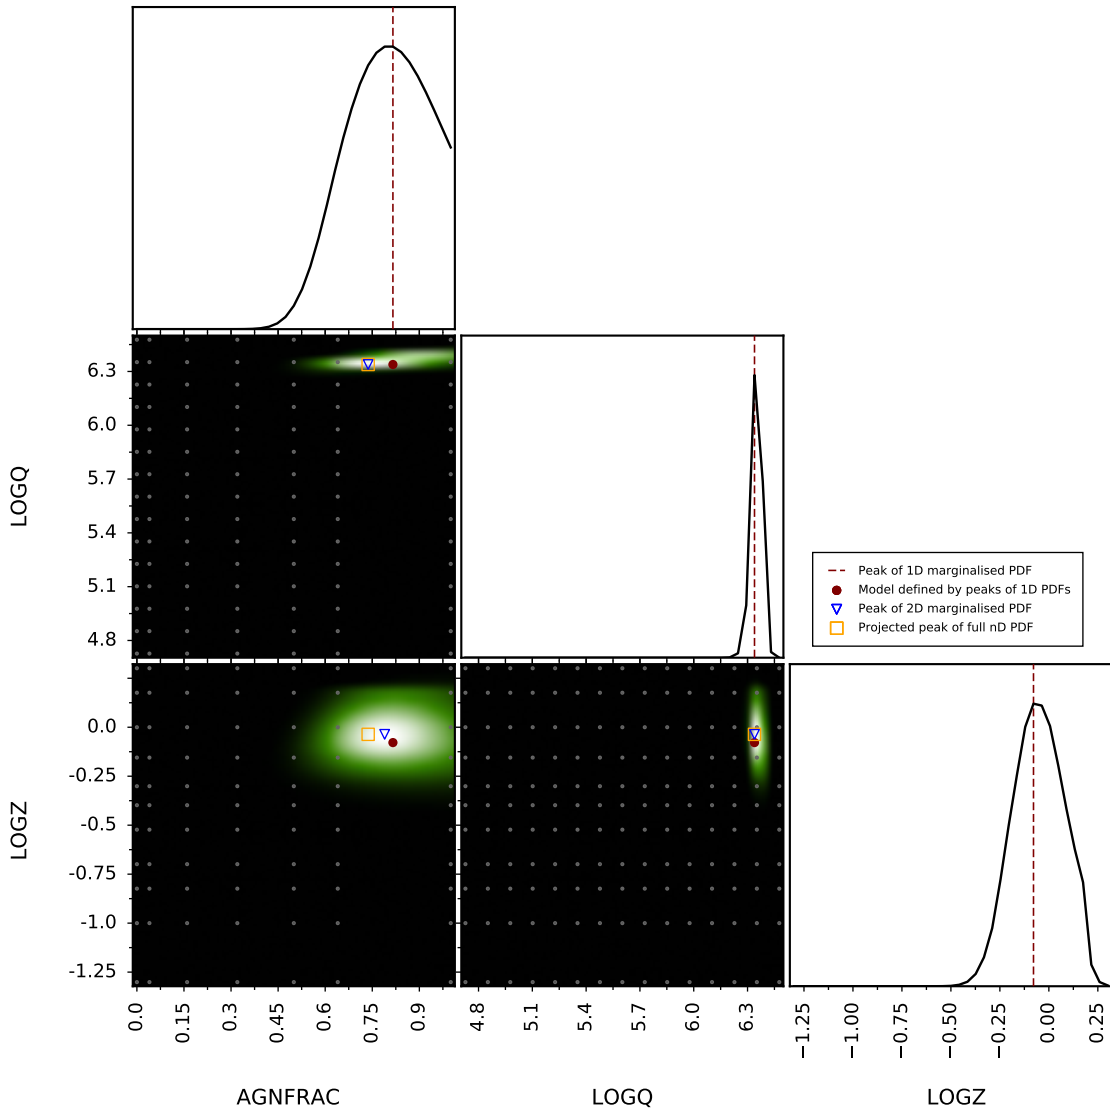 LOGQ
6.3
6.0
5.7
5.4
5.1
4.8
Peak of 1D marginalised PDF
Model defined by peaks of 1D PDFs
Peak of 2D marginalised PDF
Projected peak of full nD PDF
LOGZ
0.0
-0.25
-0.5
-0.75
-1.0
-1.25
0.0 0.15 0.3 0.45 0.6 0.75 0.9
4.8 5.1 5.4 5.7 6.0 6.3
−1.25 −1.00 −0.75 −0.50 −0.25 0.00 0.25
AGNFRAC LOGQ LOGZ